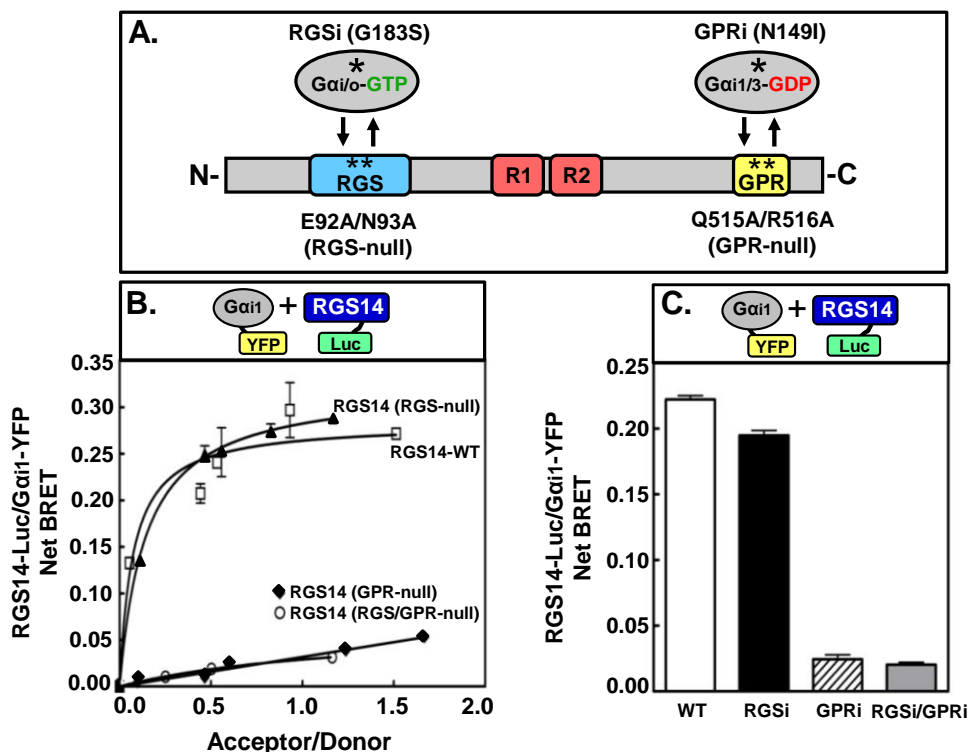 A.
RGSi (G183S)
GPRi (N149I)
*
*
Gαi/o-GTP
Gαi1/3-GDP
N-
**
RGS
R1
R2
**
GPR
-C
E92A/N93A
(RGS-null)
Q515A/R516A
(GPR-null)
B.
Gαi1
+
RGS14
YFP
Luc
RGS14-Luc/Gαi1-YFP
Net BRET
0.35
0.30
0.25
0.20
0.15
0.10
0.05
0.00
RGS14 (RGS-null)
RGS14-WT
RGS14 (GPR-null)
RGS14 (RGS/GPR-null)
0.0
0.5
1.0
1.5
2.0
Acceptor/Donor
C.
Gαi1
+
RGS14
YFP
Luc
RGS14-Luc/Gαi1-YFP
Net BRET
0.20
0.15
0.10
0.05
0.00
WT
RGSi
GPRi
RGSi/GPRi